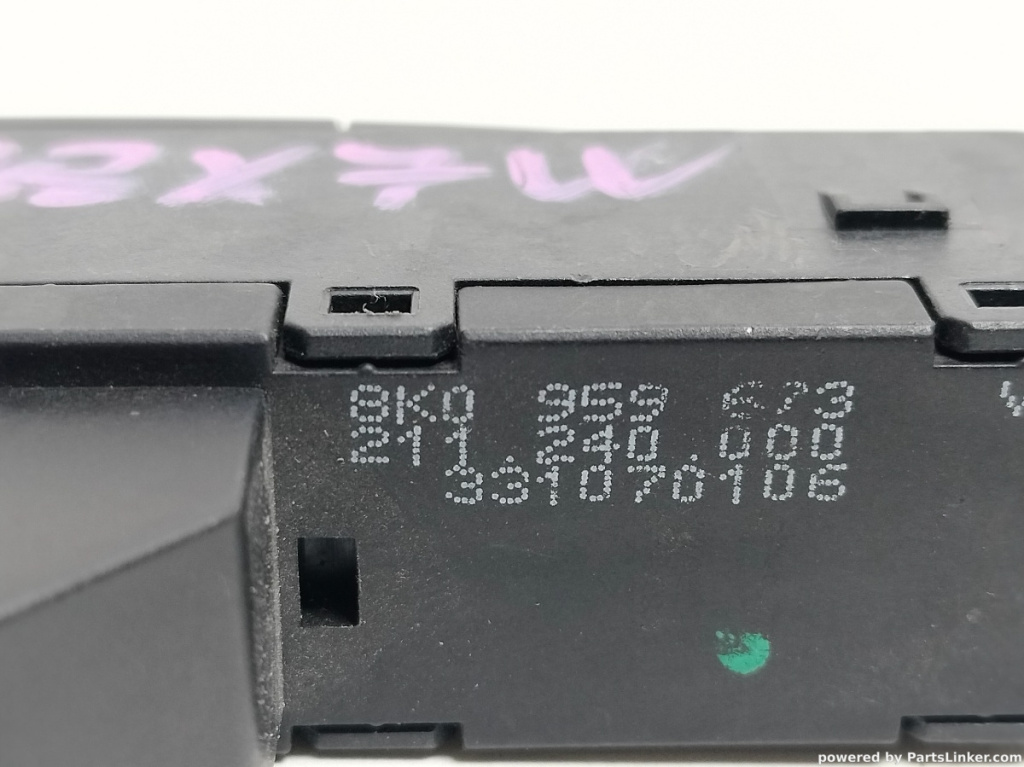 8K0 959 673
211.240.000
331070106
powered by PartsLinker.com